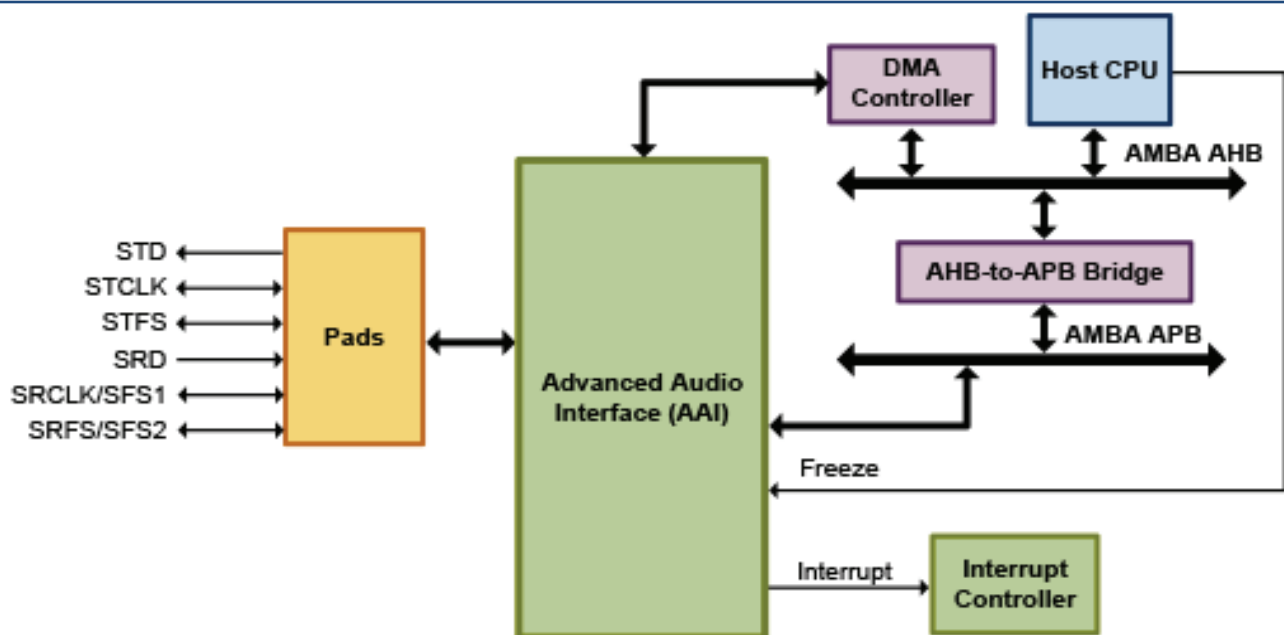 DMA
Controller
Host CPU
AMBA AHB
STD
STCLK
STFS
SRD
SRCLK/SFS1
SRFS/SFS2
Pads
AHB-to-APB Bridge
AMBA APB
Advanced Audio
Interface (AAI)
Freeze
Interrupt
Interrupt
Controller